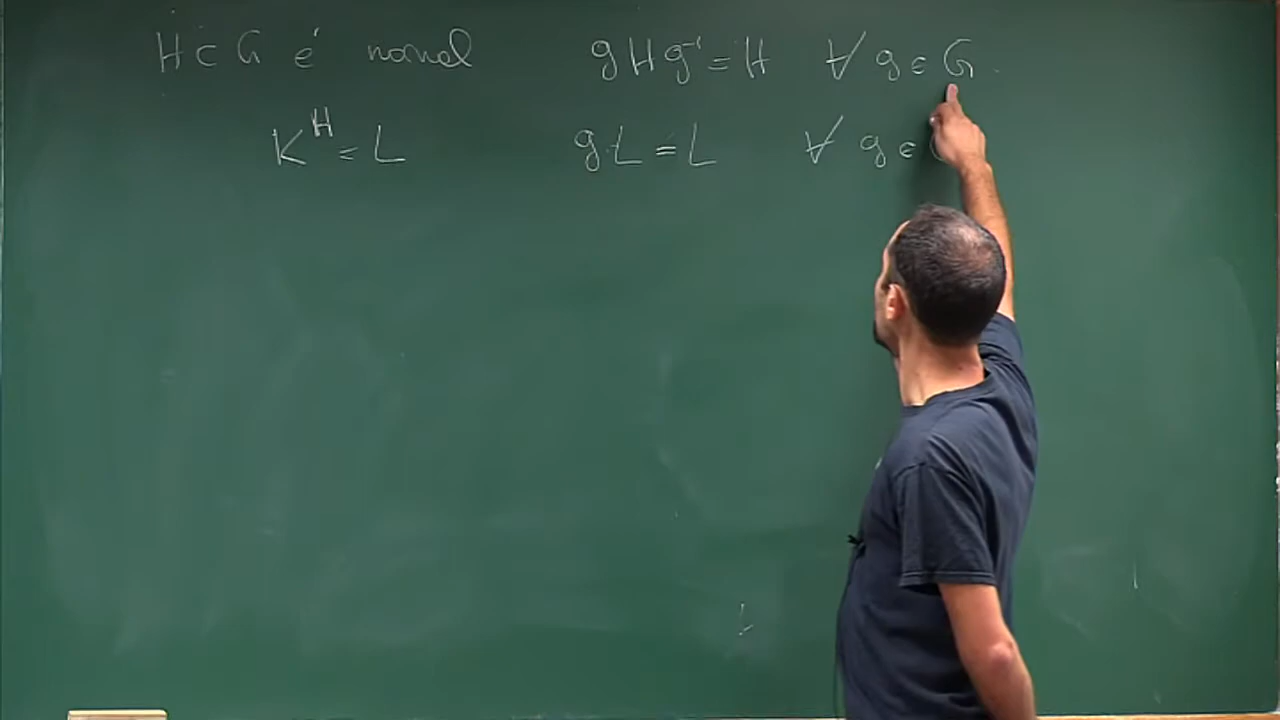 H ⊂ G é normal gHg⁻¹ = H ∀ g ∈ G.
K^H = L gL = L ∀ g ∈